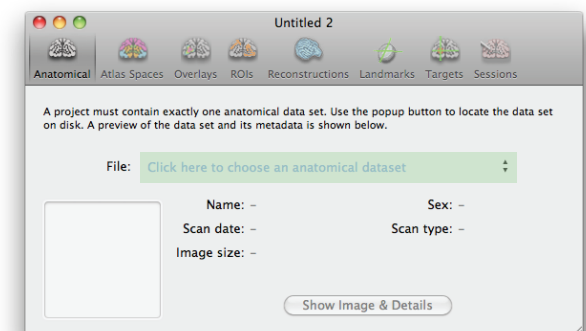 Untitled 2
Anatomical Atlas Spaces Overlays ROIs Reconstructions Landmarks Targets Sessions
A project must contain exactly one anatomical data set. Use the popup button to locate the data set
on disk. A preview of the data set and its metadata is shown below.
File: Click here to choose an anatomical dataset
Name: – Sex: –
Scan date: – Scan type: –
Image size: –
Show Image & Details